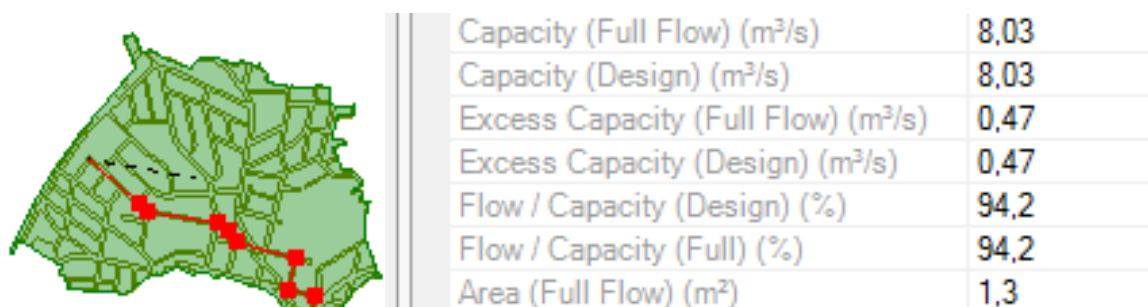 Capacity (Full Flow) (m³/s) 8,03
Capacity (Design) (m³/s) 8,03
Excess Capacity (Full Flow) (m³/s) 0,47
Excess Capacity (Design) (m³/s) 0,47
Flow / Capacity (Design) (%) 94,2
Flow / Capacity (Full) (%) 94,2
Area (Full Flow) (m²) 1,3